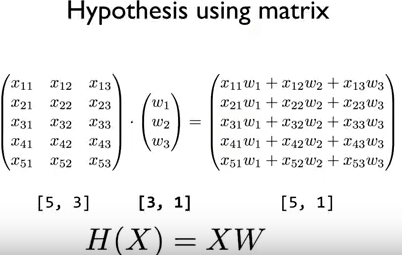 Hypothesis using matrix
x11 x12 x13
x21 x22 x23
x31 x32 x33
x41 x42 x43
x51 x52 x53
·
w1
w2
w3
=
x11w1 + x12w2 + x13w3
x21w1 + x22w2 + x23w3
x31w1 + x32w2 + x33w3
x41w1 + x42w2 + x43w3
x51w1 + x52w2 + x53w3
[5, 3] [3, 1] [5, 1]
H(X) = XW